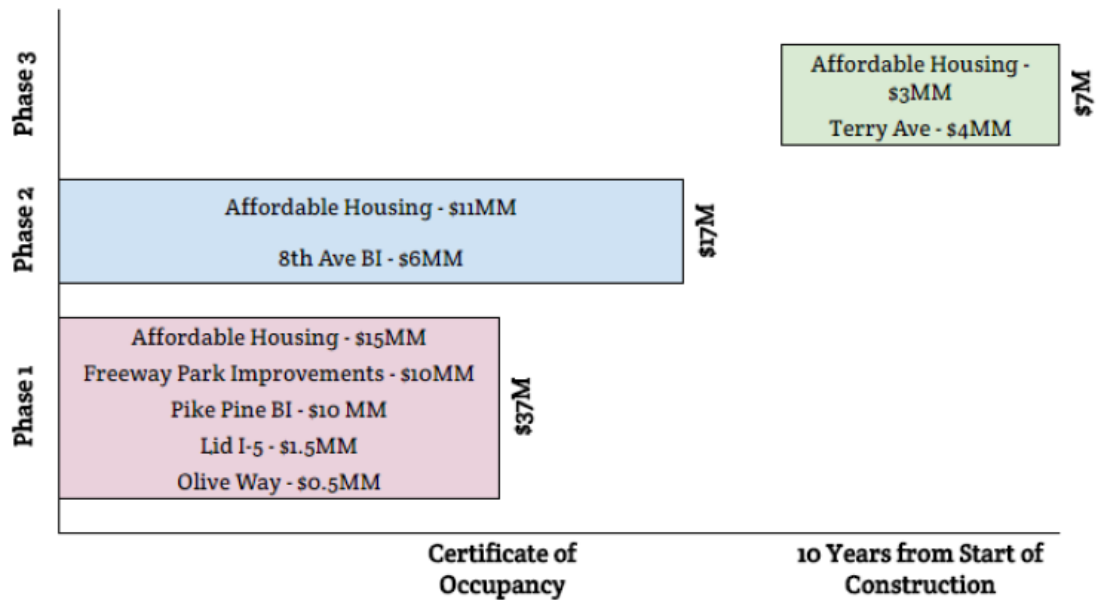 Phase 3
Affordable Housing -
$3MM
Terry Ave - $4MM
$7M
Phase 2
Affordable Housing - $11MM
8th Ave BI - $6MM
$17M
Phase 1
Affordable Housing - $15MM
Freeway Park Improvements - $10MM
Pike Pine BI - $10 MM
Lid I-5 - $1.5MM
Olive Way - $0.5MM
$37M
Certificate of
Occupancy
10 Years from Start of
Construction